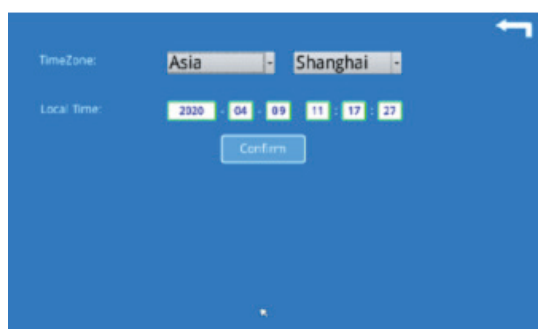 TimeZone: Asia Shanghai
Local Time: 2020 - 04 - 09 11 : 17 : 27
Confirm